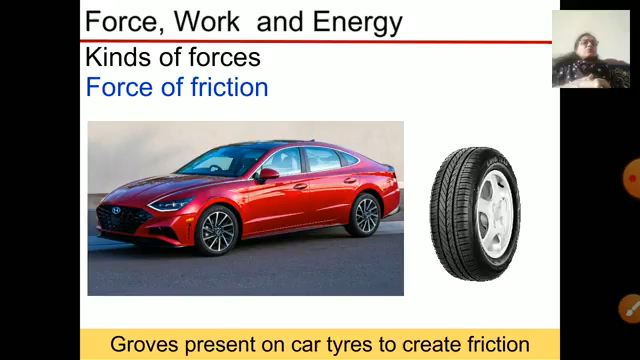 Force, Work and Energy
Kinds of forces
Force of friction
Groves present on car tyres to create friction